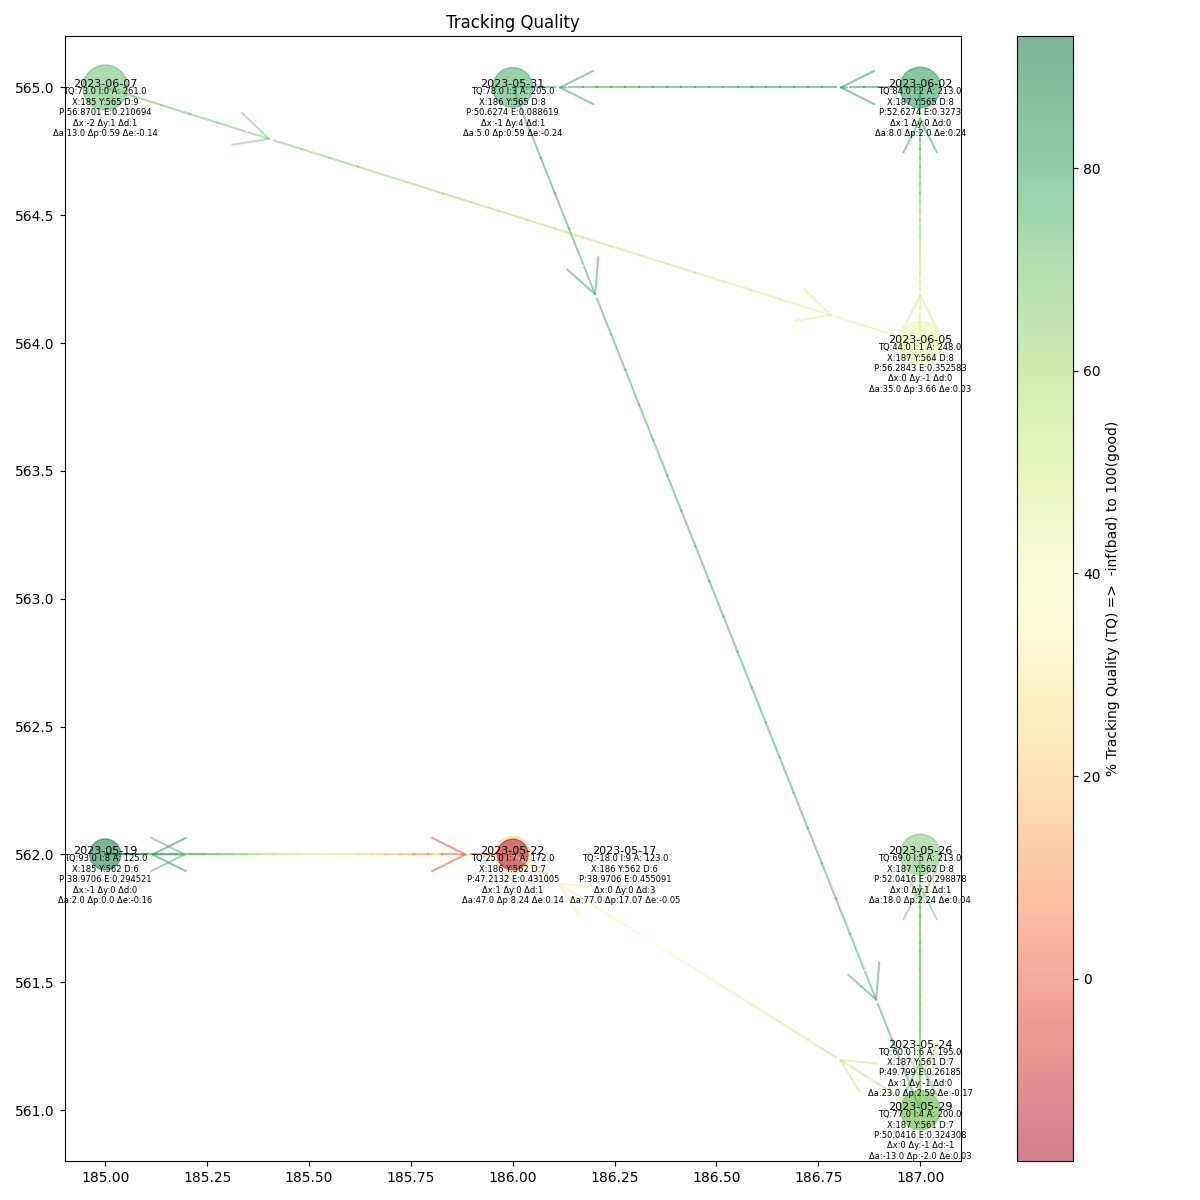 Tracking Quality
565.0
564.5
564.0
563.5
563.0
562.5
562.0
561.5
561.0
2023-06-07
TQ:73.0 I:0 A: 261.0
X:185 Y:565 D:9
P:56.8701 E:0.210694
Δx:-2 Δy:1 Δd:1
Δa:13.0 Δp:0.59 Δe:-0.14
2023-05-31
TQ:78.0 I:3 A: 205.0
X:186 Y:565 D:8
P:50.6274 E:0.088619
Δx:-1 Δy:4 Δd:1
Δa:5.0 Δp:0.59 Δe:-0.24
2023-06-02
TQ:84.0 I:2 A: 213.0
X:187 Y:565 D:8
P:52.6274 E:0.3273
Δx:1 Δy:0 Δd:0
Δa:8.0 Δp:2.0 Δe:0.24
2023-06-05
TQ:44.0 I:1 A: 248.0
X:187 Y:564 D:8
P:56.2843 E:0.352583
Δx:0 Δy:-1 Δd:0
Δa:35.0 Δp:3.66 Δe:0.03
2023-05-19
TQ:93.0 I:8 A: 125.0
X:185 Y:562 D:6
P:38.9706 E:0.294521
Δx:-1 Δy:0 Δd:0
Δa:2.0 Δp:0.0 Δe:-0.16
2023-05-22
TQ:25.0 I:7 A: 172.0
X:186 Y:562 D:7
P:47.2132 E:0.431005
Δx:1 Δy:0 Δd:1
Δa:47.0 Δp:8.24 Δe:0.14
2023-05-17
TQ:-18.0 I:9 A: 123.0
X:186 Y:562 D:6
P:38.9706 E:0.455091
Δx:0 Δy:0 Δd:3
Δa:77.0 Δp:17.07 Δe:-0.05
2023-05-26
TQ:69.0 I:5 A: 213.0
X:187 Y:562 D:8
P:52.0416 E:0.298878
Δx:0 Δy:1 Δd:1
Δa:18.0 Δp:2.24 Δe:0.04
2023-05-24
TQ:60.0 I:6 A: 195.0
X:187 Y:561 D:7
P:49.799 E:0.26185
Δx:1 Δy:-1 Δd:0
Δa:23.0 Δp:2.59 Δe:-0.17
2023-05-29
TQ:77.0 I:4 A: 200.0
X:187 Y:561 D:7
P:50.0416 E:0.324308
Δx:0 Δy:-1 Δd:-1
Δa:-13.0 Δp:-2.0 Δe:0.03
185.00 185.25 185.50 185.75 186.00 186.25 186.50 186.75 187.00
80
60
40
20
0
% Tracking Quality (TQ) => -inf(bad) to 100(good)